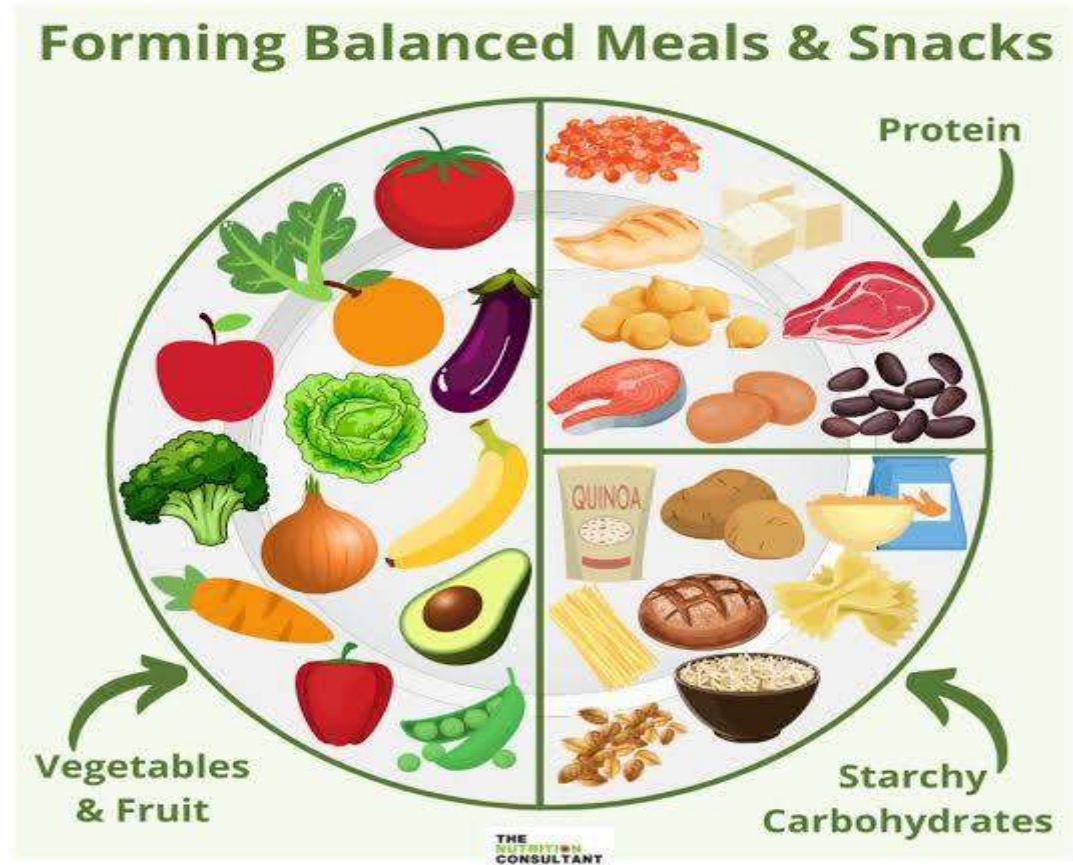 Forming Balanced Meals & Snacks
Protein
QUINOA
Vegetables
& Fruit
Starchy
Carbohydrates
THE
NUTRITION
CONSULTANT